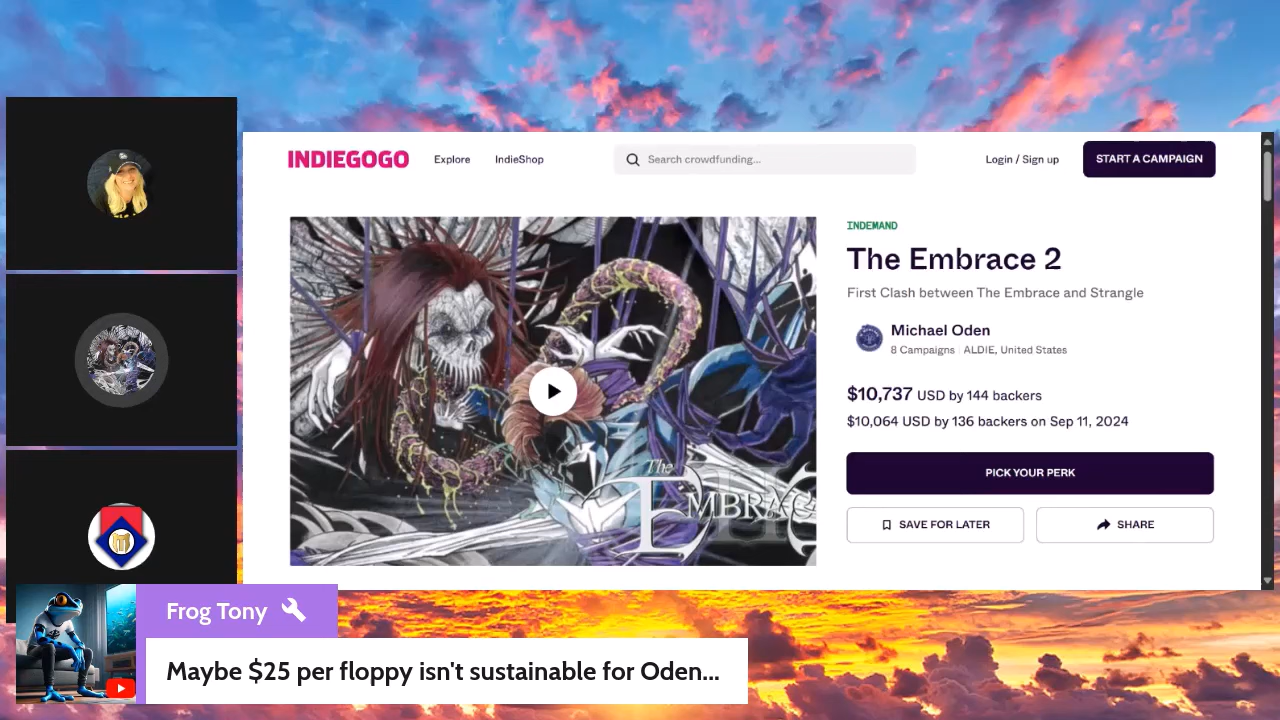 INDIEGOGO
Explore
IndieShop
Search crowdfunding...
Login / Sign up
START A CAMPAIGN
INDEMAND
The Embrace 2
First Clash between The Embrace and Strangle
Michael Oden
8 Campaigns ALDIE, United States
$10,737 USD by 144 backers
$10,064 USD by 136 backers on Sep 11, 2024
PICK YOUR PERK
SAVE FOR LATER
SHARE
The
EMBRACE
Frog Tony
Maybe $25 per floppy isn't sustainable for Oden...